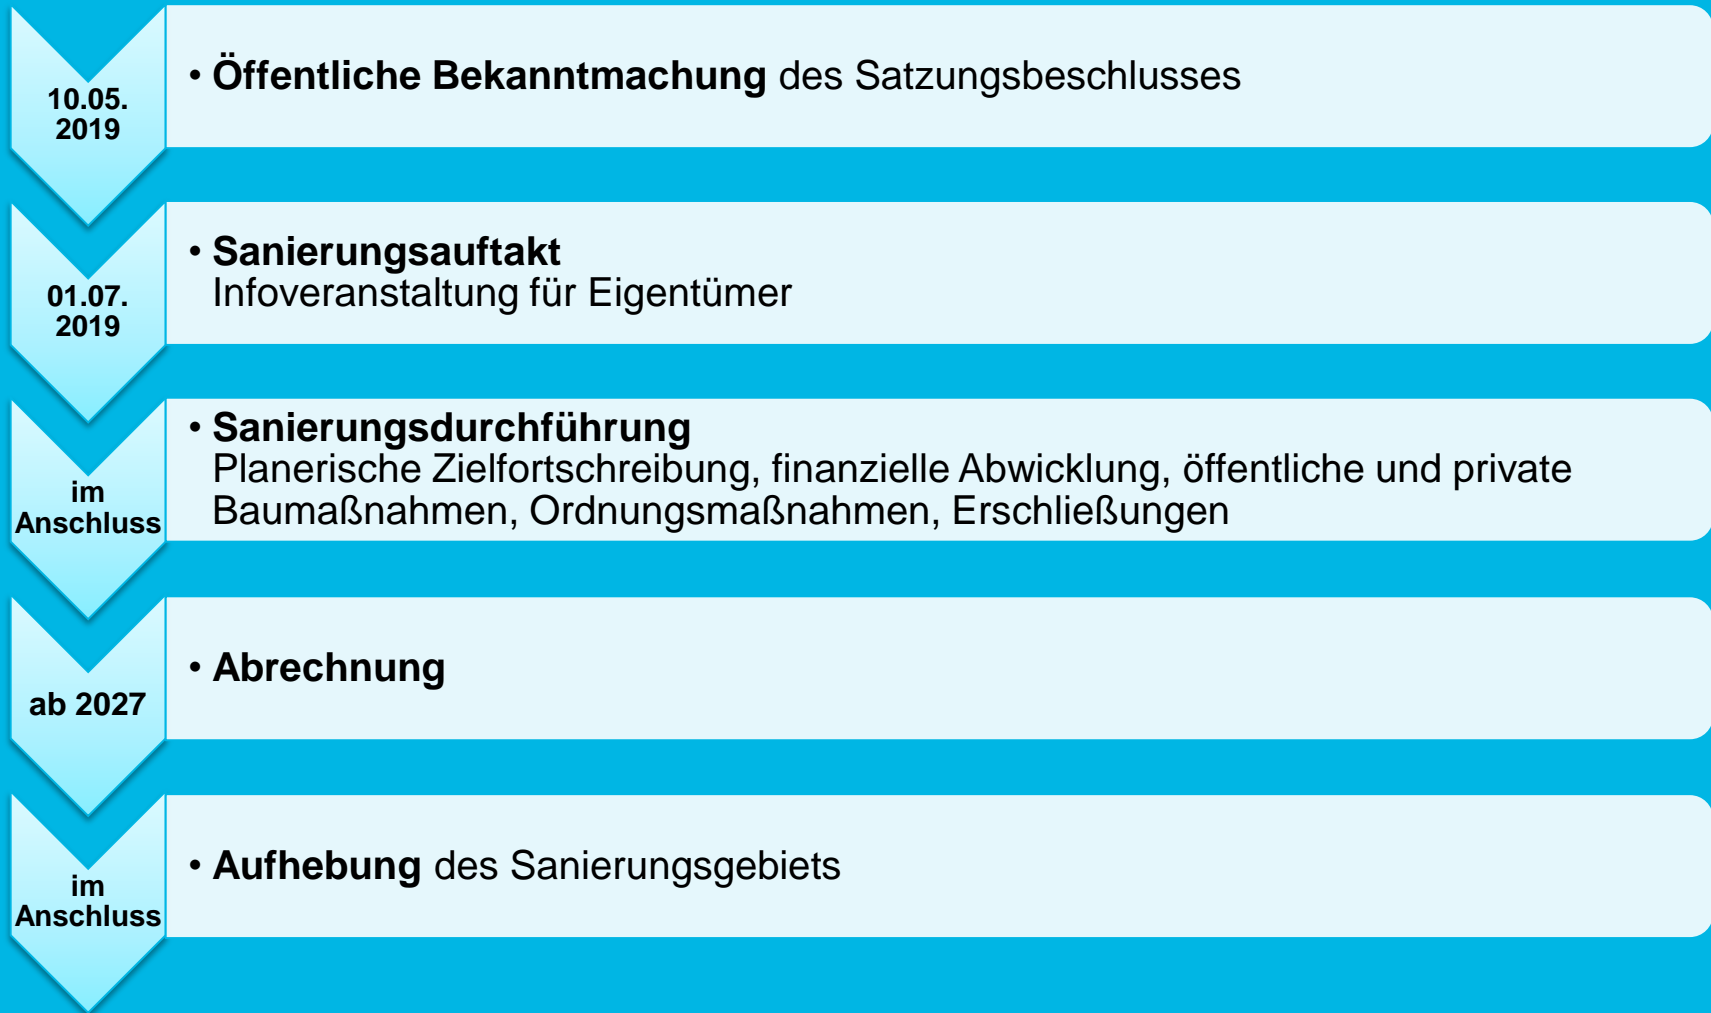 10.05.
2019
• Öffentliche Bekanntmachung des Satzungsbeschlusses
01.07.
2019
• Sanierungsauftakt
Infoveranstaltung für Eigentümer
im
Anschluss
• Sanierungsdurchführung
Planerische Zielfortschreibung, finanzielle Abwicklung, öffentliche und private
Baumaßnahmen, Ordnungsmaßnahmen, Erschließungen
ab 2027
• Abrechnung
im
Anschluss
• Aufhebung des Sanierungsgebiets